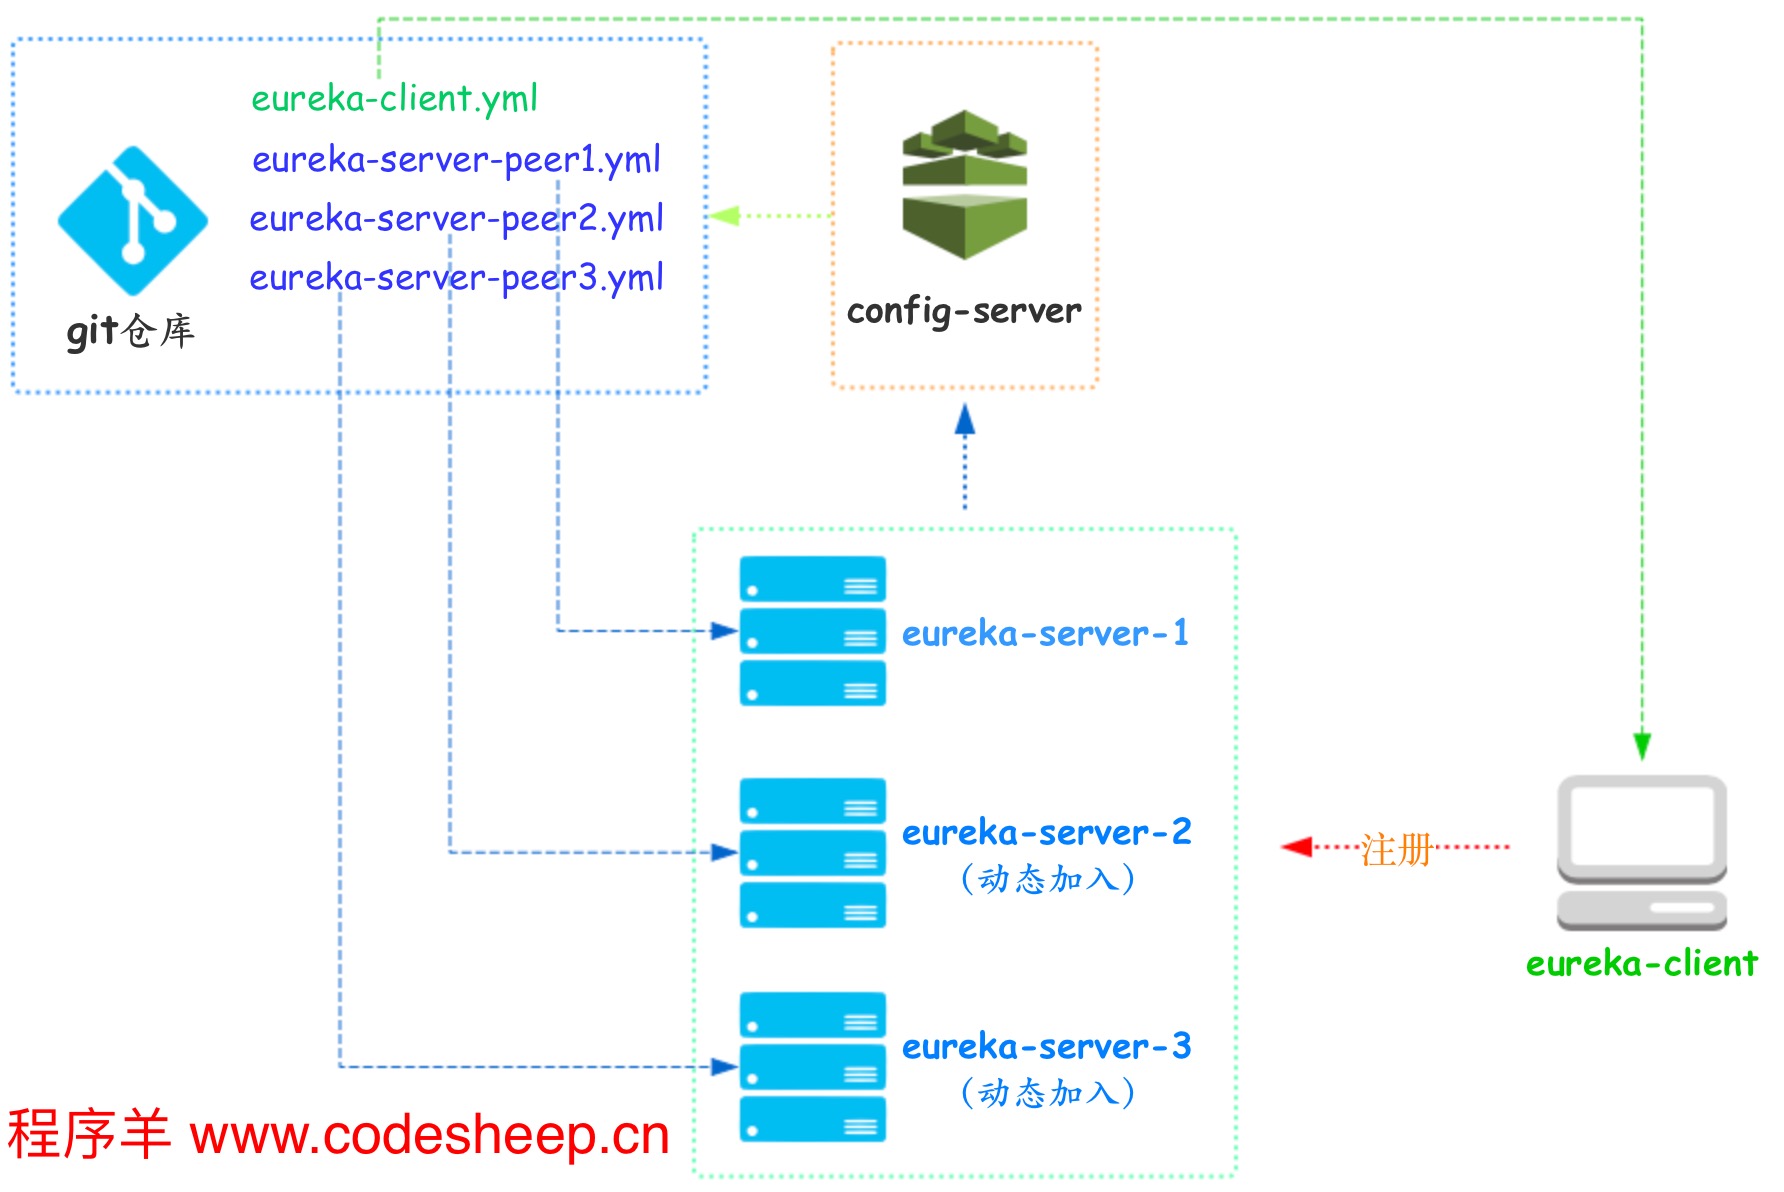 eureka-client.yml
eureka-server-peer1.yml
eureka-server-peer2.yml
eureka-server-peer3.yml
git仓库
config-server
eureka-server-1
eureka-server-2
(动态加入)
注册
eureka-client
eureka-server-3
(动态加入)
程序羊 www.codesheep.cn